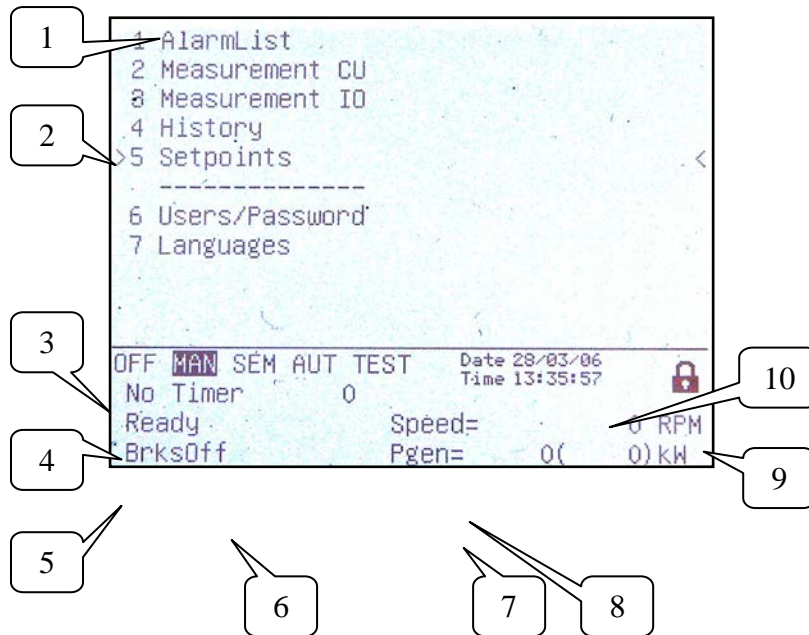 1 AlarmList
2 Measurement CU
3 Measurement IO
4 History
>5 Setpoints <
--------------
6 Users/Password
7 Languages
OFF MAN SEM AUT TEST Date 28/03/06
Time 13:35:57
No Timer 0
Ready Speed= 0 RPM
BrksOff Pgen= 0( 0)kW
1
2
3
4
5
6
7
8
9
10